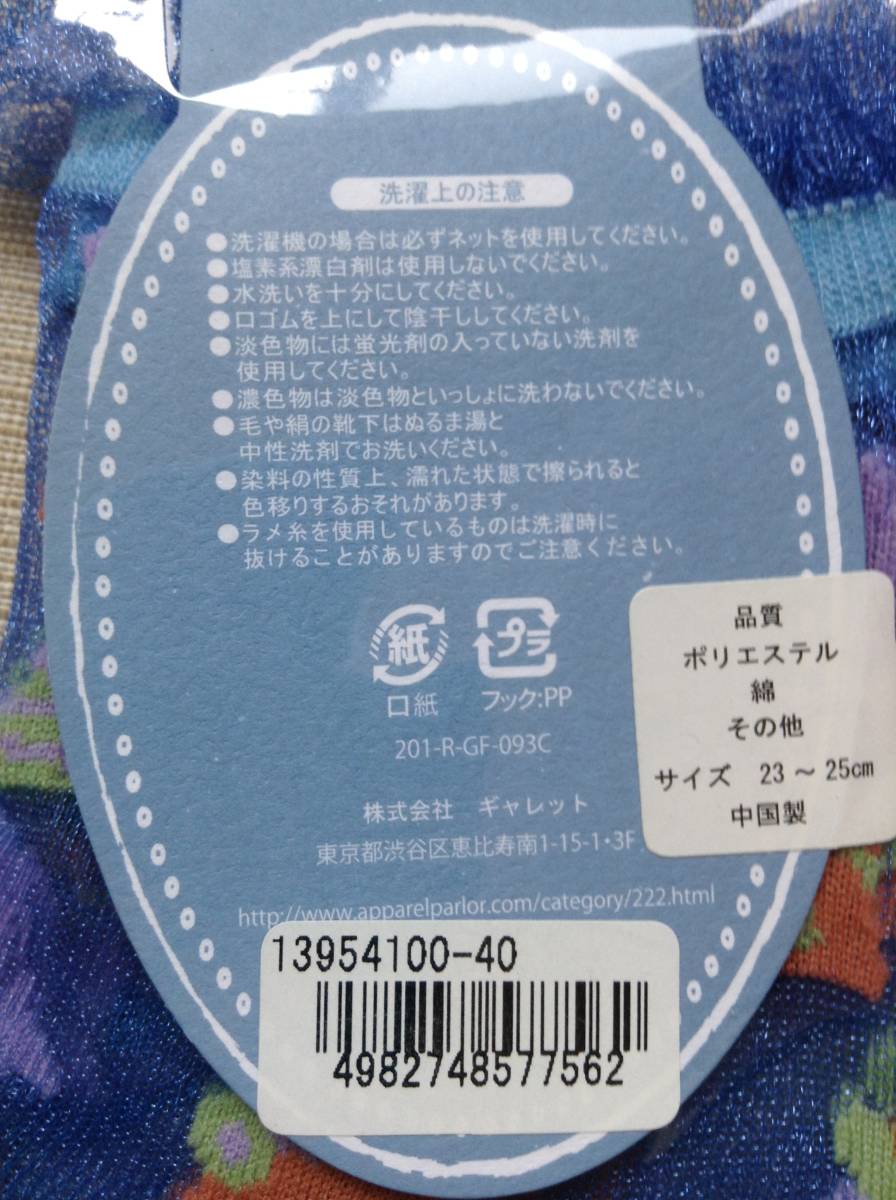 洗濯上の注意
●洗濯機の場合は必ずネットを使用してください。
●塩素系漂白剤は使用しないでください。
●水洗いを十分にしてください。
●口ゴムを上にして陰干ししてください。
●淡色物には蛍光剤の入っていない洗剤を
使用してください。
●濃色物は淡色物といっしょに洗わないでください。
●毛や絹の靴下はぬるま湯と
中性洗剤でお洗いください。
●染料の性質上、濡れた状態で擦られると
色移りするおそれがあります。
●ラメ糸を使用しているものは洗濯時に
抜けることがありますのでご注意ください。
紙 プラ
口紙 フック:PP
201-R-GF-093C
株式会社 ギャレット
東京都渋谷区恵比寿南1-15-1・3F
http://www.apparelparlor.com/category/222.html
品質
ポリエステル
綿
その他
サイズ 23～25cm
中国製
13954100-40
4982748577562